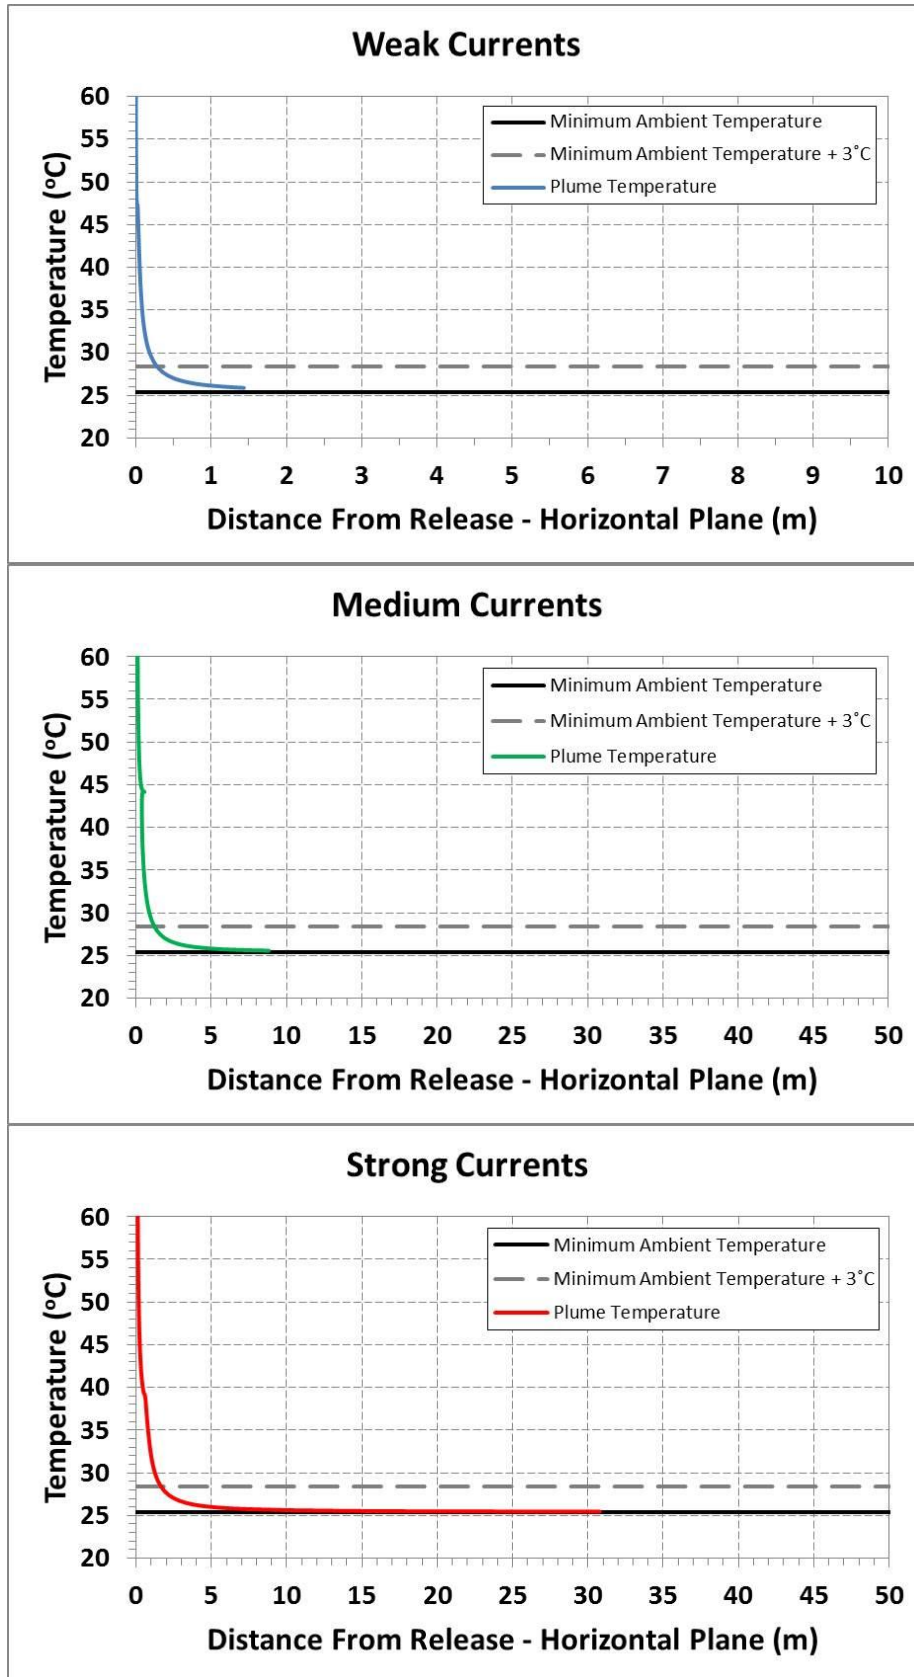 Weak Currents
60
55
50
45
40
35
30
25
20
Temperature (ºC)
Minimum Ambient Temperature
Minimum Ambient Temperature + 3˚C
Plume Temperature
0 1 2 3 4 5 6 7 8 9 10
Distance From Release - Horizontal Plane (m)
Medium Currents
60
55
50
45
40
35
30
25
20
Temperature (ºC)
Minimum Ambient Temperature
Minimum Ambient Temperature + 3˚C
Plume Temperature
0 5 10 15 20 25 30 35 40 45 50
Distance From Release - Horizontal Plane (m)
Strong Currents
60
55
50
45
40
35
30
25
20
Temperature (ºC)
Minimum Ambient Temperature
Minimum Ambient Temperature + 3˚C
Plume Temperature
0 5 10 15 20 25 30 35 40 45 50
Distance From Release - Horizontal Plane (m)